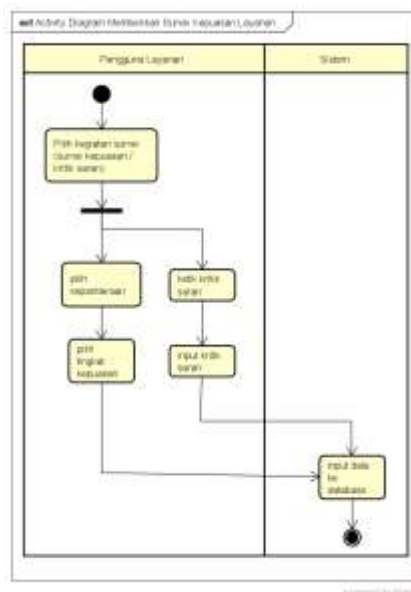 act Activity Diagram Memberikan Survei Kepuasan Layanan
Pengguna Layanan
Sistem
Pilih kegiatan survei
(survei kepuasan /
kritik saran)
pilih
kepentingan
ketik kritik
saran
pilih
tingkat
kepuasan
input kritik
saran
input data
ke
database